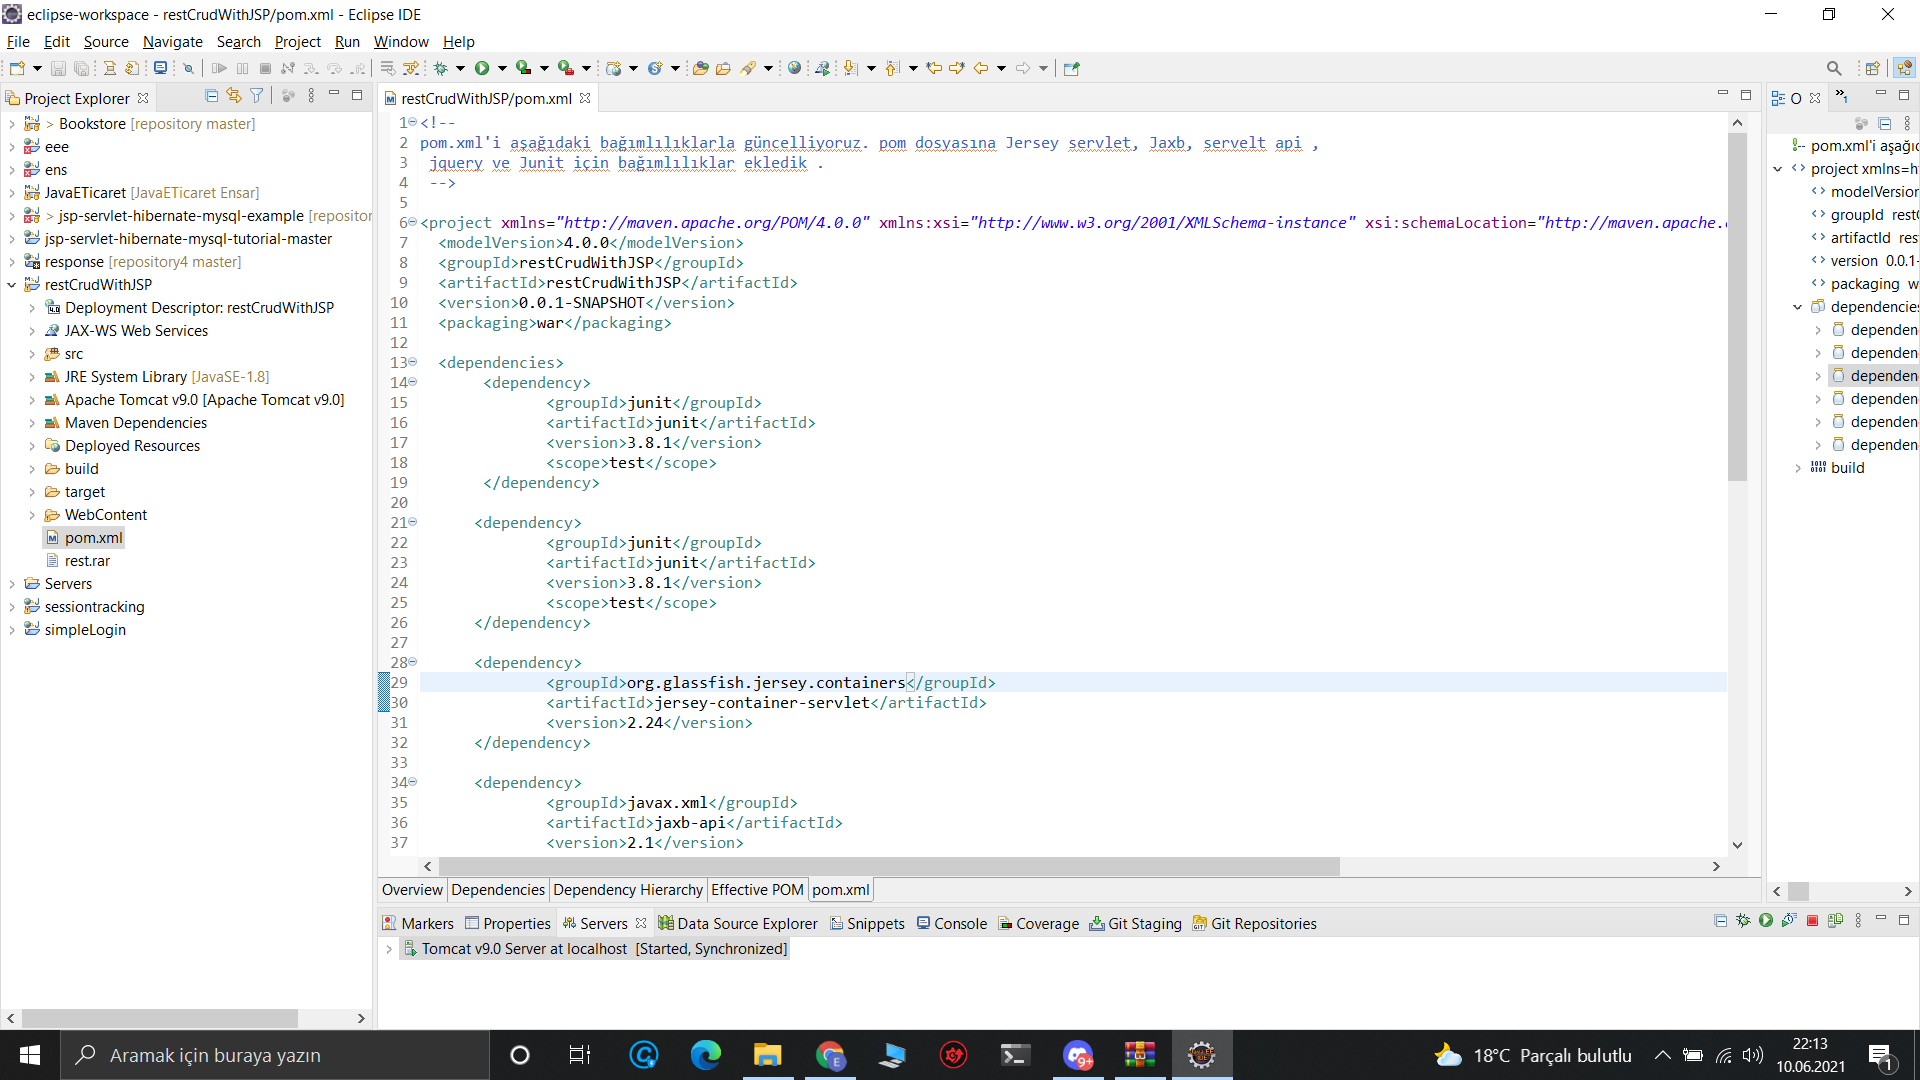 eclipse-workspace - restCrudWithJSP/pom.xml - Eclipse IDE
File Edit Source Navigate Search Project Run Window Help
Project Explorer
> Bookstore [repository master]
eee
ens
JavaETicaret [JavaETicaret Ensar]
> jsp-servlet-hibernate-mysql-example [repositor
jsp-servlet-hibernate-mysql-tutorial-master
response [repository4 master]
restCrudWithJSP
Deployment Descriptor: restCrudWithJSP
JAX-WS Web Services
src
JRE System Library [JavaSE-1.8]
Apache Tomcat v9.0 [Apache Tomcat v9.0]
Maven Dependencies
Deployed Resources
build
target
WebContent
pom.xml
rest.rar
Servers
sessiontracking
simpleLogin
restCrudWithJSP/pom.xml
1 <!--
2 pom.xml'i aşağıdaki bağımlılıklarla güncelliyoruz. pom dosyasına Jersey servlet, Jaxb, servelt api ,
3 jquery ve Junit için bağımlılıklar ekledik .
4 -->
5
6 <project xmlns="http://maven.apache.org/POM/4.0.0" xmlns:xsi="http://www.w3.org/2001/XMLSchema-instance" xsi:schemaLocation="http://maven.apache.
7 <modelVersion>4.0.0</modelVersion>
8 <groupId>restCrudWithJSP</groupId>
9 <artifactId>restCrudWithJSP</artifactId>
10 <version>0.0.1-SNAPSHOT</version>
11 <packaging>war</packaging>
12
13 <dependencies>
14 <dependency>
15 <groupId>junit</groupId>
16 <artifactId>junit</artifactId>
17 <version>3.8.1</version>
18 <scope>test</scope>
19 </dependency>
20
21 <dependency>
22 <groupId>junit</groupId>
23 <artifactId>junit</artifactId>
24 <version>3.8.1</version>
25 <scope>test</scope>
26 </dependency>
27
28 <dependency>
29 <groupId>org.glassfish.jersey.containers</groupId>
30 <artifactId>jersey-container-servlet</artifactId>
31 <version>2.24</version>
32 </dependency>
33
34 <dependency>
35 <groupId>javax.xml</groupId>
36 <artifactId>jaxb-api</artifactId>
37 <version>2.1</version>
Overview Dependencies Dependency Hierarchy Effective POM pom.xml
O
pom.xml'i aşağıd
project xmlns=h
modelVersion
groupId rest
artifactId res
version 0.0.1-
packaging w
dependencies
dependen
dependen
dependen
dependen
dependen
dependen
build
Markers Properties Servers Data Source Explorer Snippets Console Coverage Git Staging Git Repositories
Tomcat v9.0 Server at localhost [Started, Synchronized]
Aramak için buraya yazın
9+
18°C Parçalı bulutlu
22:13
10.06.2021
1